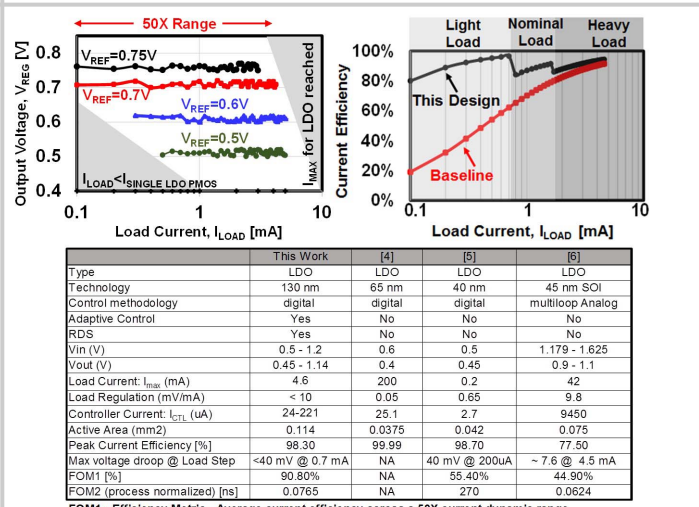 50X Range
Output Voltage, VREG [V]
0.8
0.7
0.6
0.5
0.4
VREF=0.75V
VREF=0.7V
VREF=0.6V
VREF=0.5V
IMAX for LDO reached
ILOAD<ISINGLE LDO PMOS
0.1 1 10
Load Current, ILOAD [mA]
Light Load
Nominal Load
Heavy Load
Current Efficiency
100%
80%
60%
40%
20%
0%
This Design
Baseline
0.1 1 10
Load Current, ILOAD [mA]
This Work [4] [5] [6]
Type LDO LDO LDO LDO
Technology 130 nm 65 nm 40 nm 45 nm SOI
Control methodology digital digital digital multiloop Analog
Adaptive Control Yes No No No
RDS Yes No No No
Vin (V) 0.5 - 1.2 0.6 0.5 1.179 - 1.625
Vout (V) 0.45 - 1.14 0.4 0.45 0.9 - 1.1
Load Current: Imax (mA) 4.6 200 0.2 42
Load Regulation (mV/mA) < 10 0.05 0.65 9.8
Controller Current: ICTL (uA) 24-221 25.1 2.7 9450
Active Area (mm2) 0.114 0.0375 0.042 0.075
Peak Current Efficiency [%] 98.30 99.99 98.70 77.50
Max voltage droop @ Load Step <40 mV @ 0.7 mA NA 40 mV @ 200uA ~ 7.6 @ 4.5 mA
FOM1 [%] 90.80% NA 55.40% 44.90%
FOM2 (process normalized) [ns] 0.0765 NA 270 0.0624
FOM1 - Efficiency Metric - Average current efficiency across a 50X current dynamic range